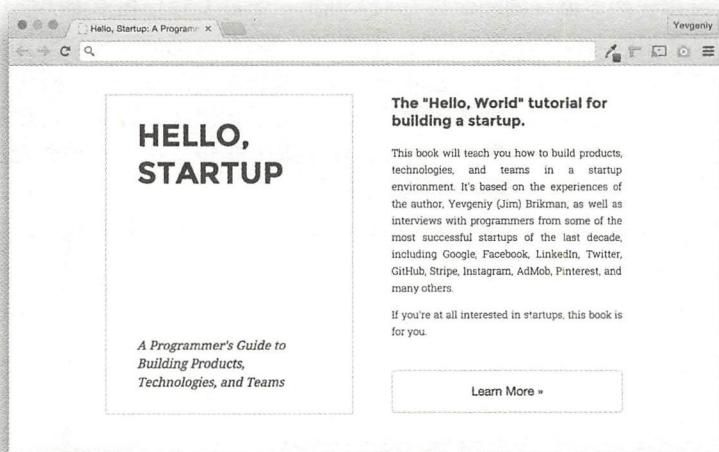 Hello, Startup: A Program
Yevgeniy
HELLO,
STARTUP
A Programmer's Guide to
Building Products,
Technologies, and Teams
The "Hello, World" tutorial for
building a startup.
This book will teach you how to build products,
technologies, and teams in a startup
environment. It's based on the experiences of
the author, Yevgeniy (Jim) Brikman, as well as
interviews with programmers from some of the
most successful startups of the last decade,
including Google, Facebook, LinkedIn, Twitter,
GitHub, Stripe, Instagram, AdMob, Pinterest, and
many others.
If you're at all interested in startups, this book is
for you.
Learn More »